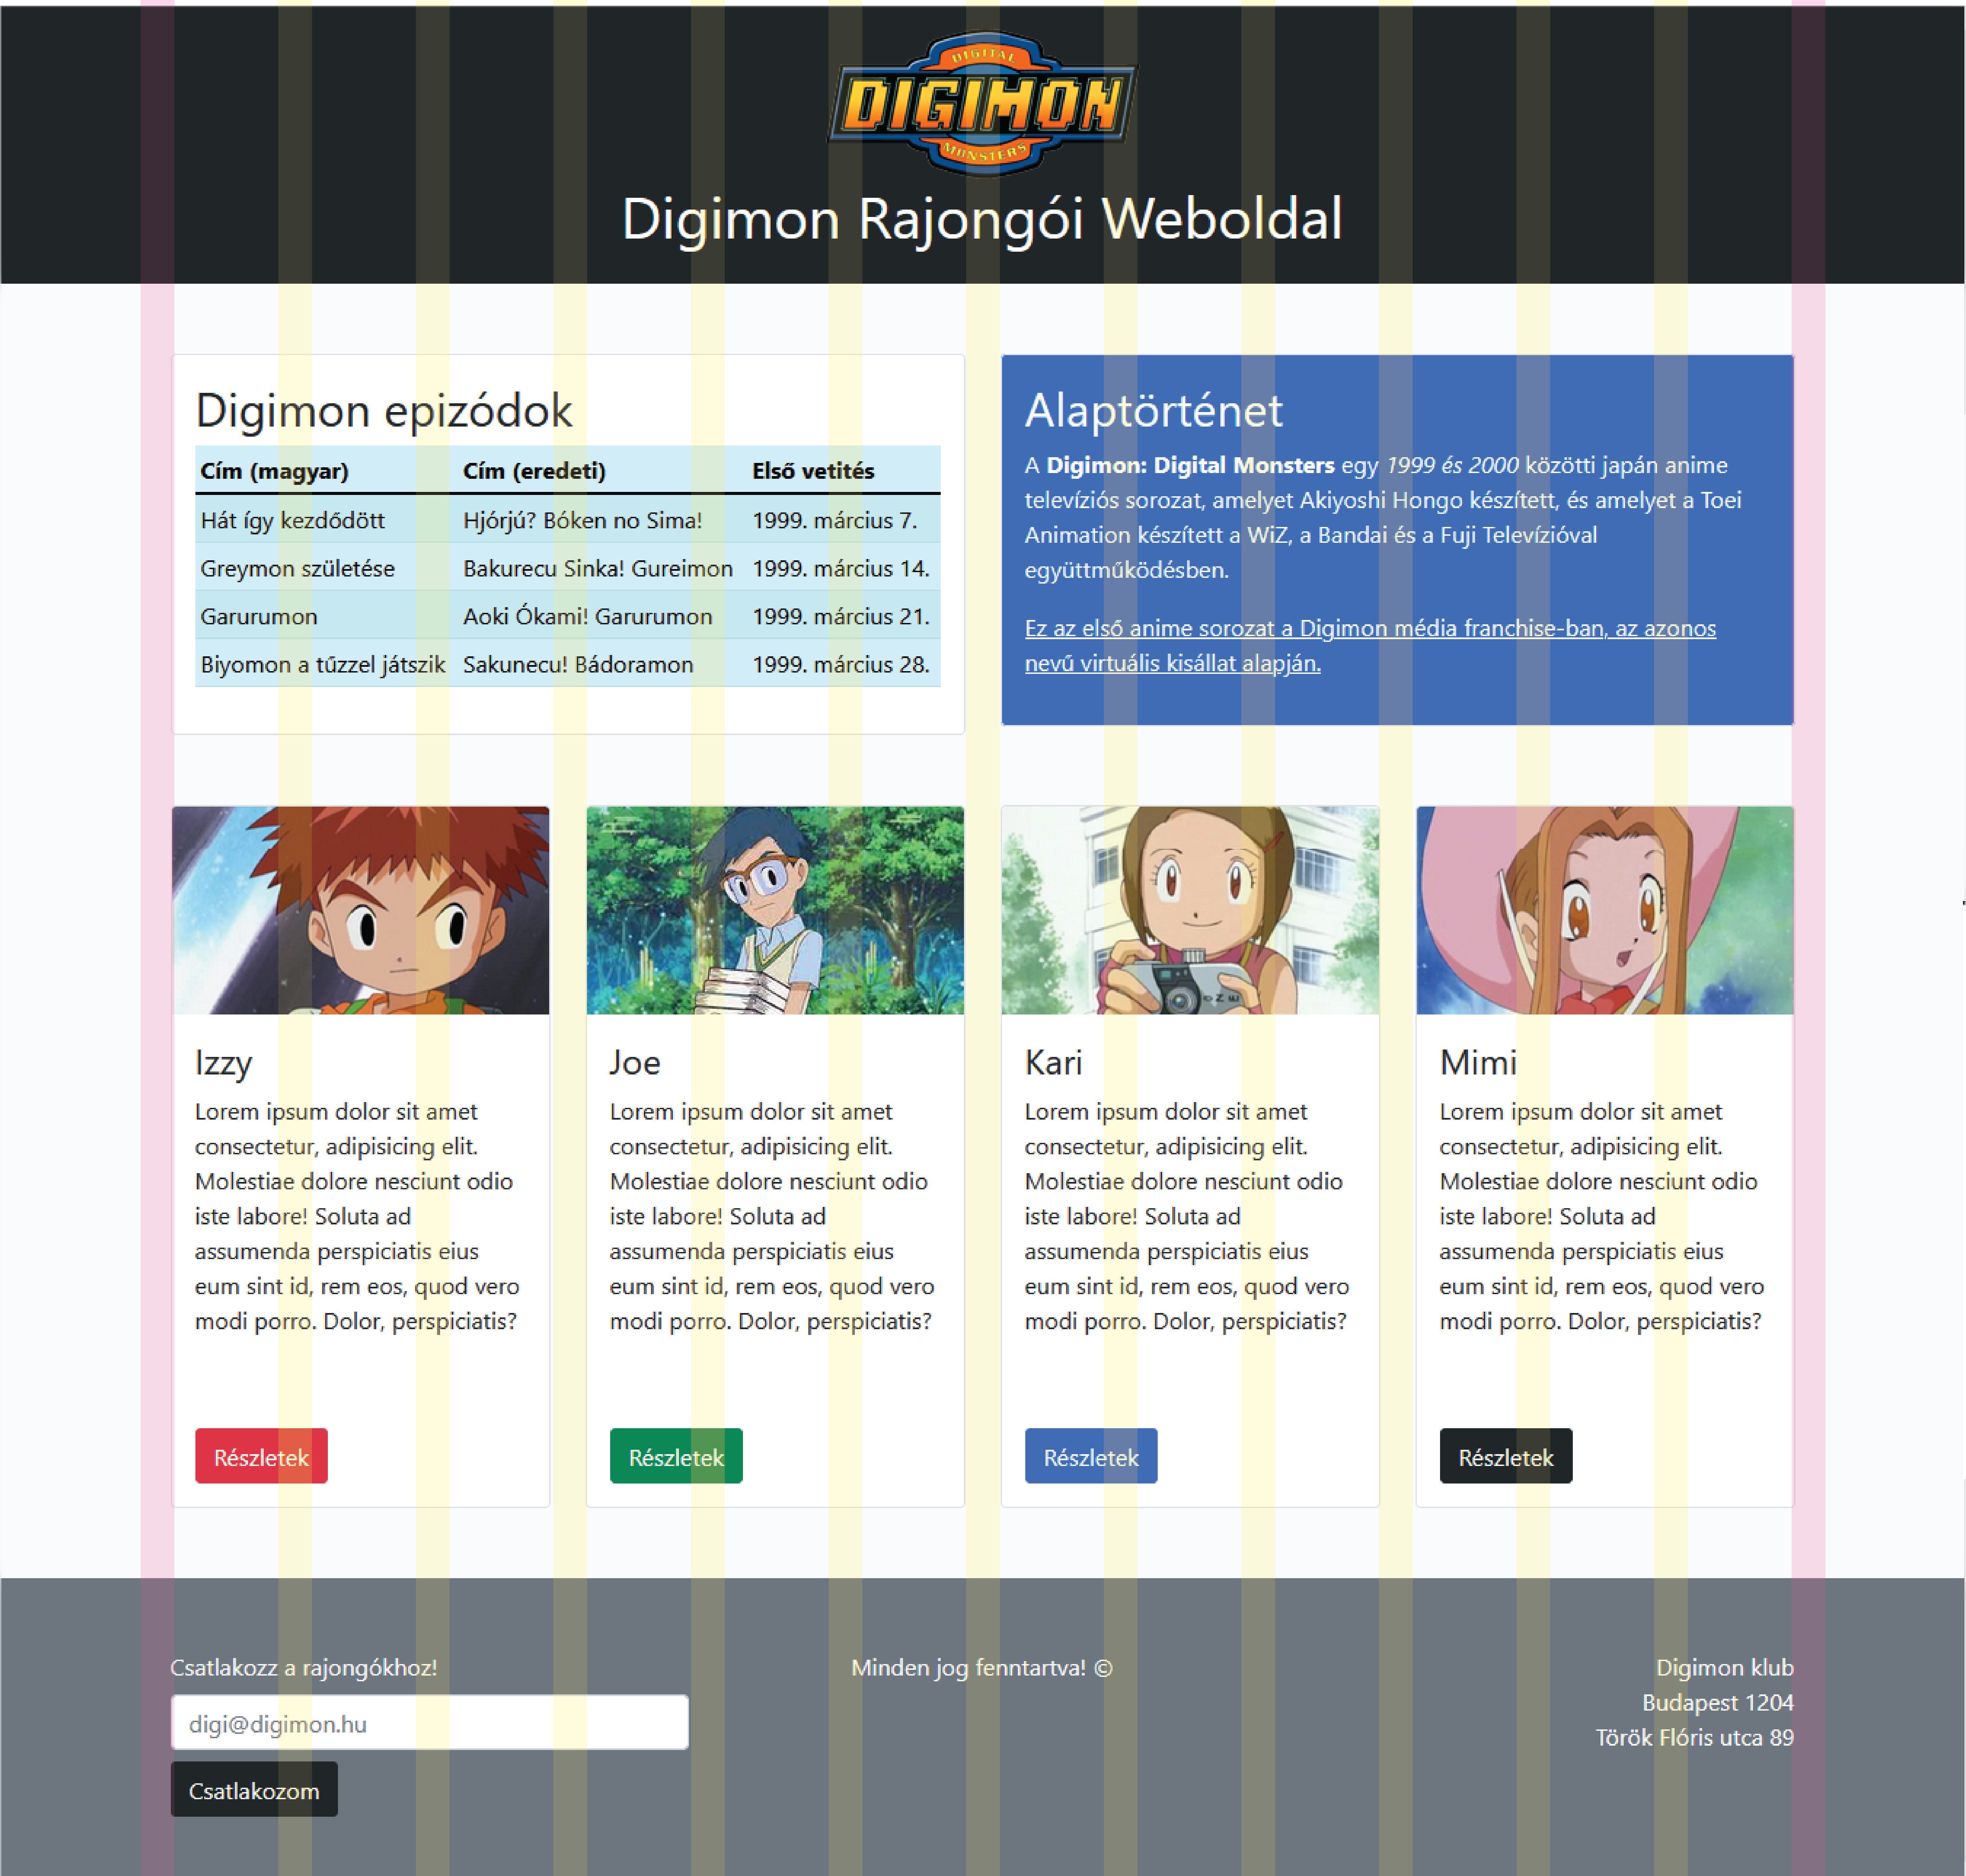 DIGITAL
DIGIMON
MONSTERS
Digimon Rajongói Weboldal
Digimon epizódok
Cím (magyar) Cím (eredeti) Első vetítés
Hát így kezdődött Hjórjú? Bóken no Sima! 1999. március 7.
Greymon születése Bakurecu Sinka! Gureimon 1999. március 14.
Garurumon Aoki Ókami! Garurumon 1999. március 21.
Biyomon a tűzzel játszik Sakunecu! Bádoramon 1999. március 28.
Alaptörténet
A Digimon: Digital Monsters egy 1999 és 2000 közötti japán anime
televíziós sorozat, amelyet Akiyoshi Hongo készített, és amelyet a Toei
Animation készített a WiZ, a Bandai és a Fuji Televízióval
együttműködésben.
Ez az első anime sorozat a Digimon média franchise-ban, az azonos
nevű virtuális kisállat alapján.
Izzy
Lorem ipsum dolor sit amet
consectetur, adipisicing elit.
Molestiae dolore nesciunt odio
iste labore! Soluta ad
assumenda perspiciatis eius
eum sint id, rem eos, quod vero
modi porro. Dolor, perspiciatis?
Részletek
Joe
Lorem ipsum dolor sit amet
consectetur, adipisicing elit.
Molestiae dolore nesciunt odio
iste labore! Soluta ad
assumenda perspiciatis eius
eum sint id, rem eos, quod vero
modi porro. Dolor, perspiciatis?
Részletek
Kari
Lorem ipsum dolor sit amet
consectetur, adipisicing elit.
Molestiae dolore nesciunt odio
iste labore! Soluta ad
assumenda perspiciatis eius
eum sint id, rem eos, quod vero
modi porro. Dolor, perspiciatis?
Részletek
Mimi
Lorem ipsum dolor sit amet
consectetur, adipisicing elit.
Molestiae dolore nesciunt odio
iste labore! Soluta ad
assumenda perspiciatis eius
eum sint id, rem eos, quod vero
modi porro. Dolor, perspiciatis?
Részletek
Csatlakozz a rajongókhoz!
digi@digimon.hu
Csatlakozom
Minden jog fenntartva! ©
Digimon klub
Budapest 1204
Török Flóris utca 89